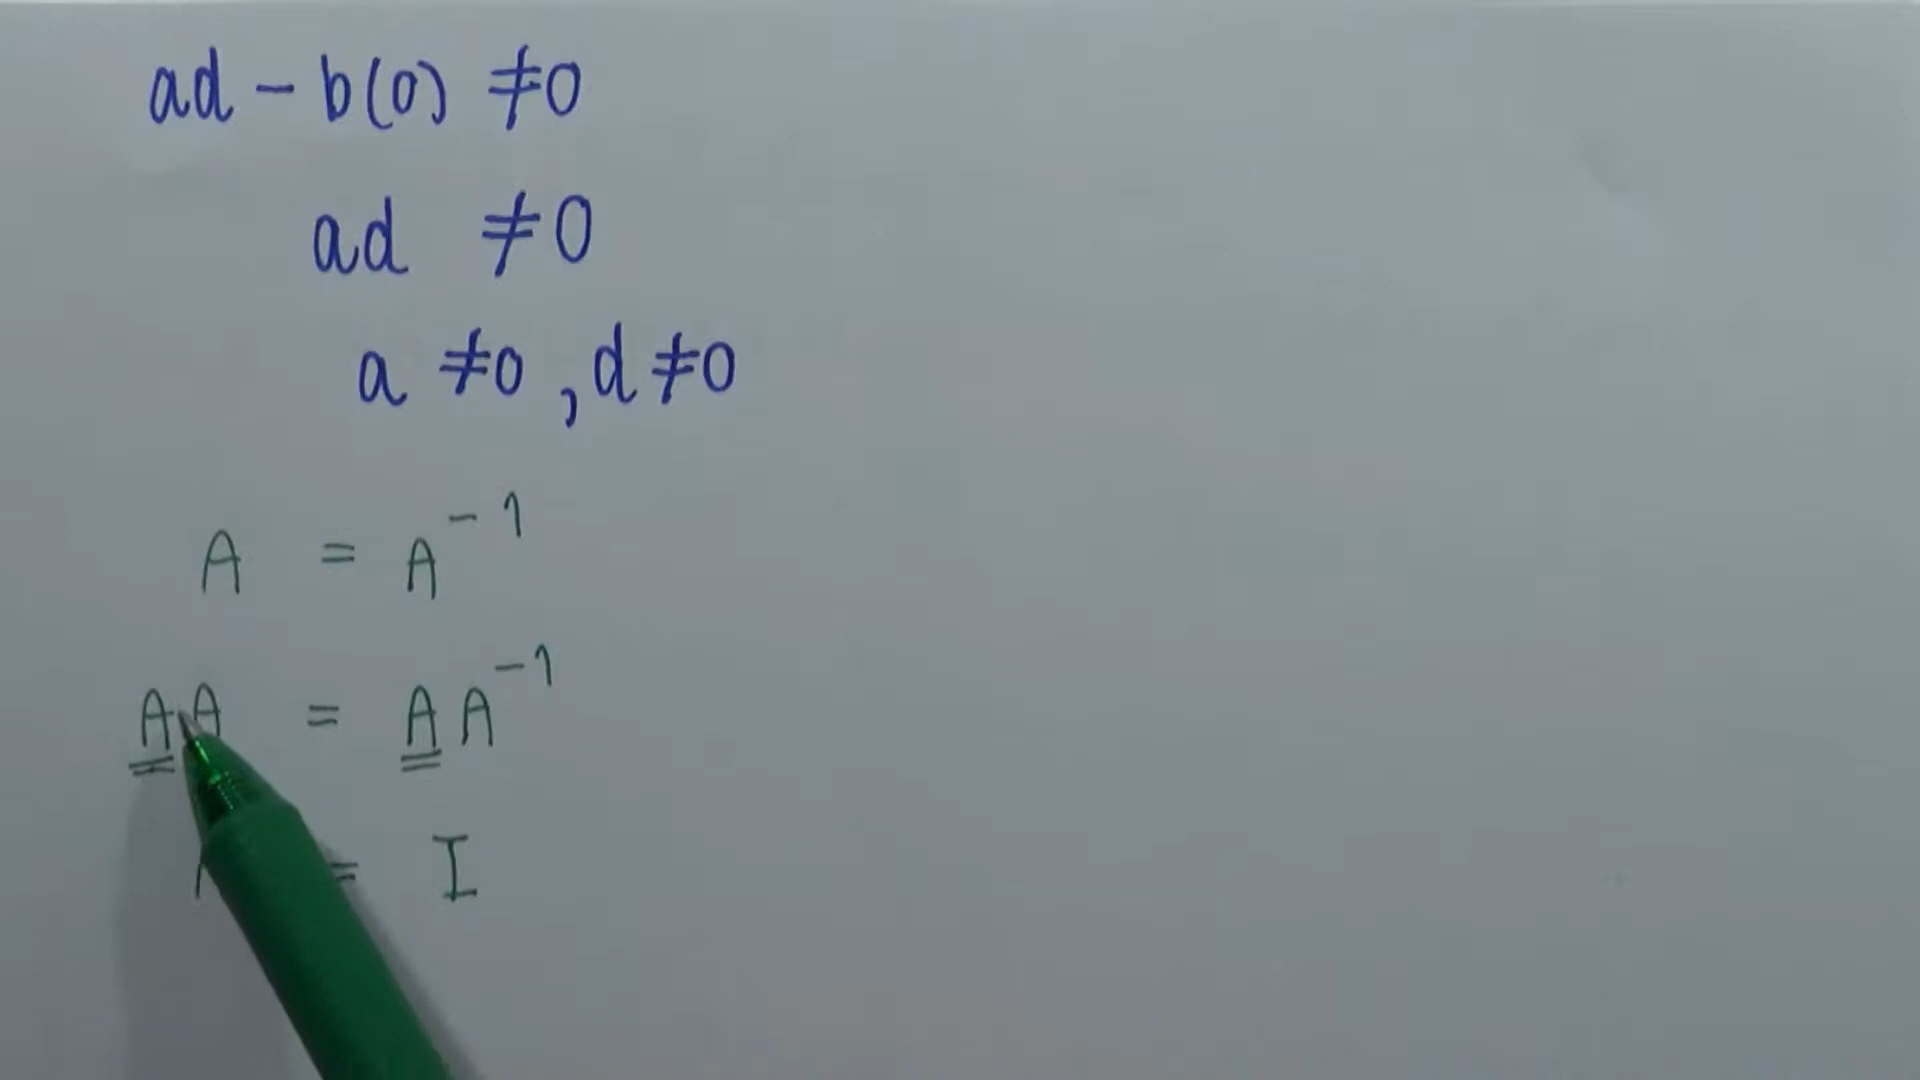 ad - b(0) ≠0
ad ≠0
a ≠0 , d ≠0
A = A⁻¹
AA = AA⁻¹
= I